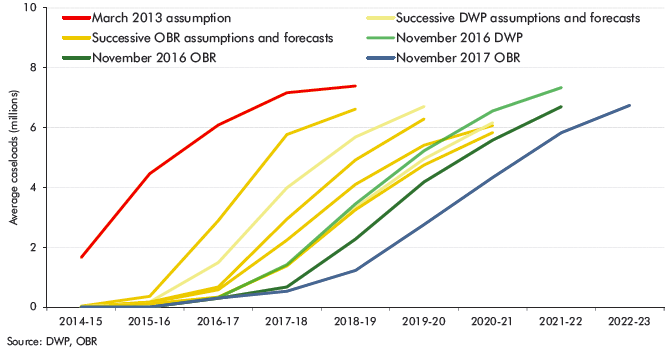 10
8
6
4
2
0
Average caseloads (millions)
March 2013 assumption
Successive DWP assumptions and forecasts
Successive OBR assumptions and forecasts
November 2016 DWP
November 2016 OBR
November 2017 OBR
2014-15 2015-16 2016-17 2017-18 2018-19 2019-20 2020-21 2021-22 2022-23
Source: DWP, OBR